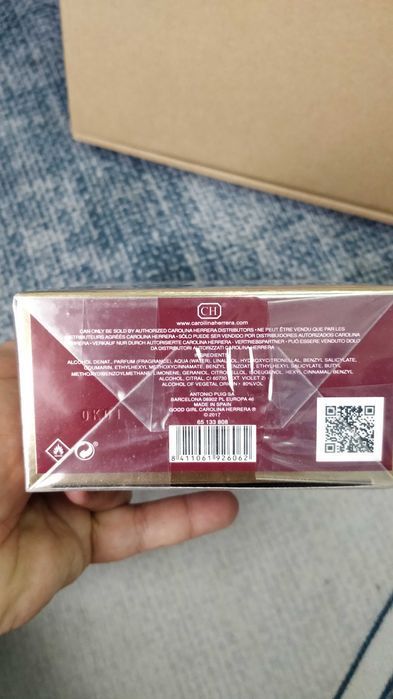 CH
www.carolinaherrera.com
CAN ONLY BE SOLD BY AUTHORIZED CAROLINA HERRERA DISTRIBUTORS • NE PEUT ÊTRE VENDU QUE PAR LES
DISTRIBUTEURS AGRÉÉS CAROLINA HERRERA • SÓLO PUEDE SER VENDIDO POR DISTRIBUIDORES AUTORIZADOS CAROLINA
HERRERA • VERKAUF NUR DURCH AUTORISIERTE CAROLINA HERRERA - VERTRIEBSPARTNER • PUÒ ESSERE VENDUTO SOLO
DA DISTRIBUTORI AUTORIZZATI CAROLINA HERRERA
INGREDIENTS:
ALCOHOL DENAT., PARFUM (FRAGRANCE), AQUA (WATER), LINALOOL, HYDROXYCITRONELLAL, BENZYL SALICYLATE,
COUMARIN, ETHYLHEXYL METHOXYCINNAMATE, BENZYL BENZOATE, ETHYLHEXYL SALICYLATE, BUTYL
METHOXYDIBENZOYLMETHANE, LIMONENE, GERANIOL, CITRONELLOL, ISOEUGENOL, HEXYL CINNAMAL, BENZYL
ALCOHOL, CITRAL, CI 60730 (EXT. VIOLET 2)
ALCOHOL OF VEGETAL ORIGIN - 80%VOL
ANTONIO PUIG SA
BARCELONA 08902 PL. EUROPA 46
MADE IN SPAIN
GOOD GIRL CAROLINA HERRERA ®
© 2017
65 133 808
8 411061 926062